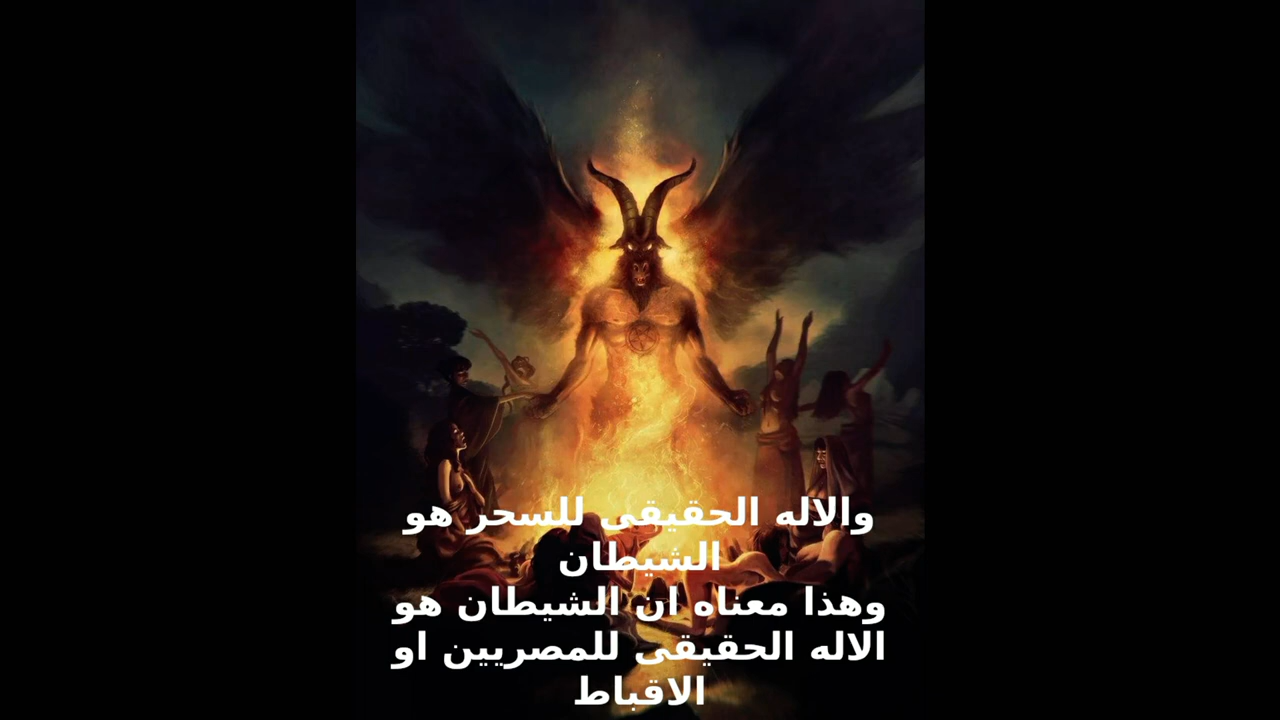 والاله الحقيقى للسحر هو
الشيطان
وهذا معناه ان الشيطان هو
الاله الحقيقى للمصريين او
الاقباط